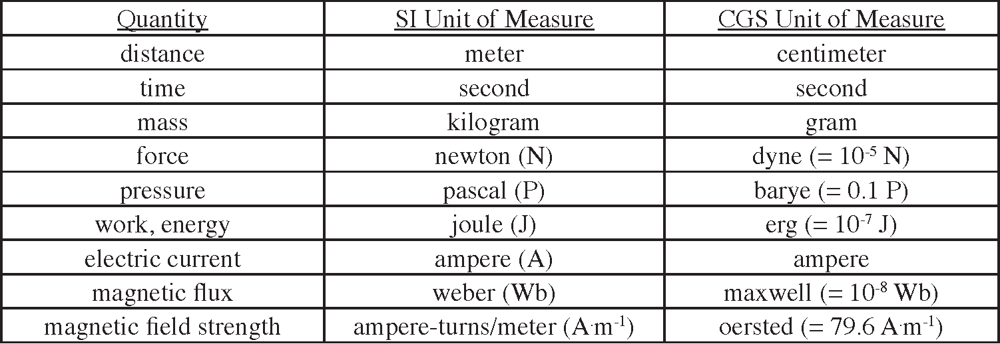 Quantity SI Unit of Measure CGS Unit of Measure
distance meter centimeter
time second second
mass kilogram gram
force newton (N) dyne (= 10⁻⁵ N)
pressure pascal (P) barye (= 0.1 P)
work, energy joule (J) erg (= 10⁻⁷ J)
electric current ampere (A) ampere
magnetic flux weber (Wb) maxwell (= 10⁻⁸ Wb)
magnetic field strength ampere-turns/meter (A·m⁻¹) oersted (= 79.6 A·m⁻¹)